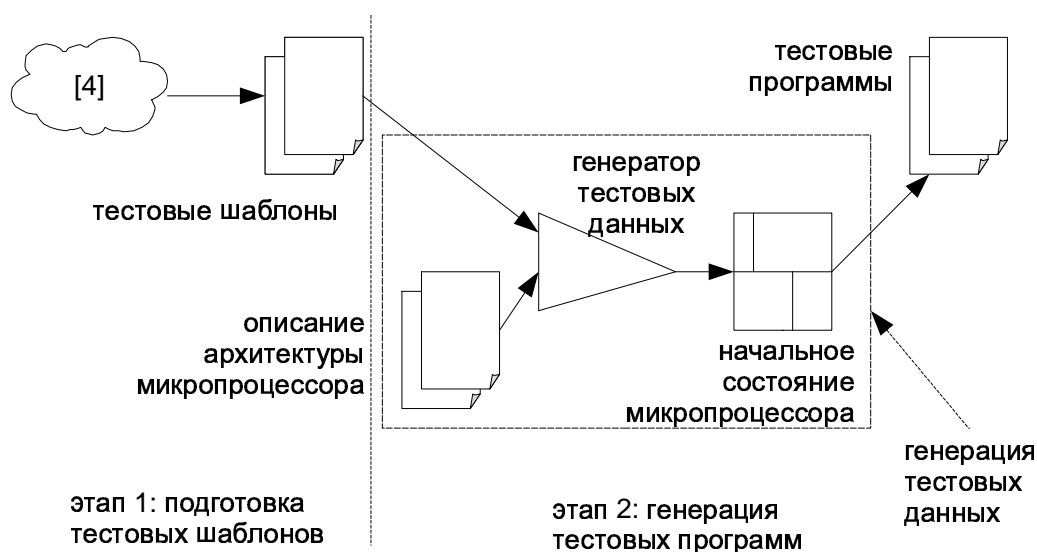 [4]
тестовые шаблоны
описание
архитектуры
микропроцессора
этап 1: подготовка
тестовых шаблонов
генератор
тестовых
данных
начальное
состояние
микропроцессора
тестовые
программы
генерация
тестовых
данных
этап 2: генерация
тестовых программ